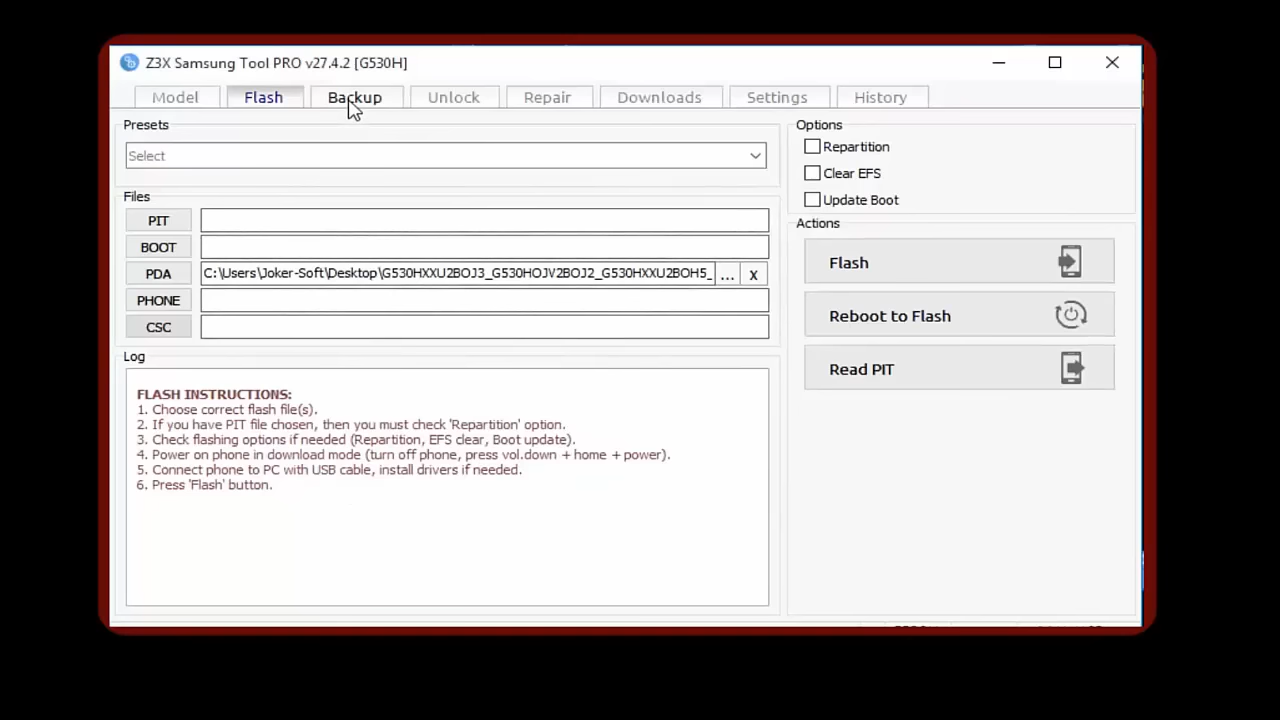 Z3X Samsung Tool PRO v27.4.2 [G530H]
Model Flash Backup Unlock Repair Downloads Settings History
Presets
Select
Files
PIT
BOOT
PDA C:\Users\Joker-Soft\Desktop\G530HXXU2BOJ3_G530HOJV2BOJ2_G530HXXU2BOH5_ ... x
PHONE
CSC
Log
FLASH INSTRUCTIONS:
1. Choose correct flash file(s).
2. If you have PIT file chosen, then you must check 'Repartition' option.
3. Check flashing options if needed (Repartition, EFS clear, Boot update).
4. Power on phone in download mode (turn off phone, press vol.down + home + power).
5. Connect phone to PC with USB cable, install drivers if needed.
6. Press 'Flash' button.
Options
Repartition
Clear EFS
Update Boot
Actions
Flash
Reboot to Flash
Read PIT